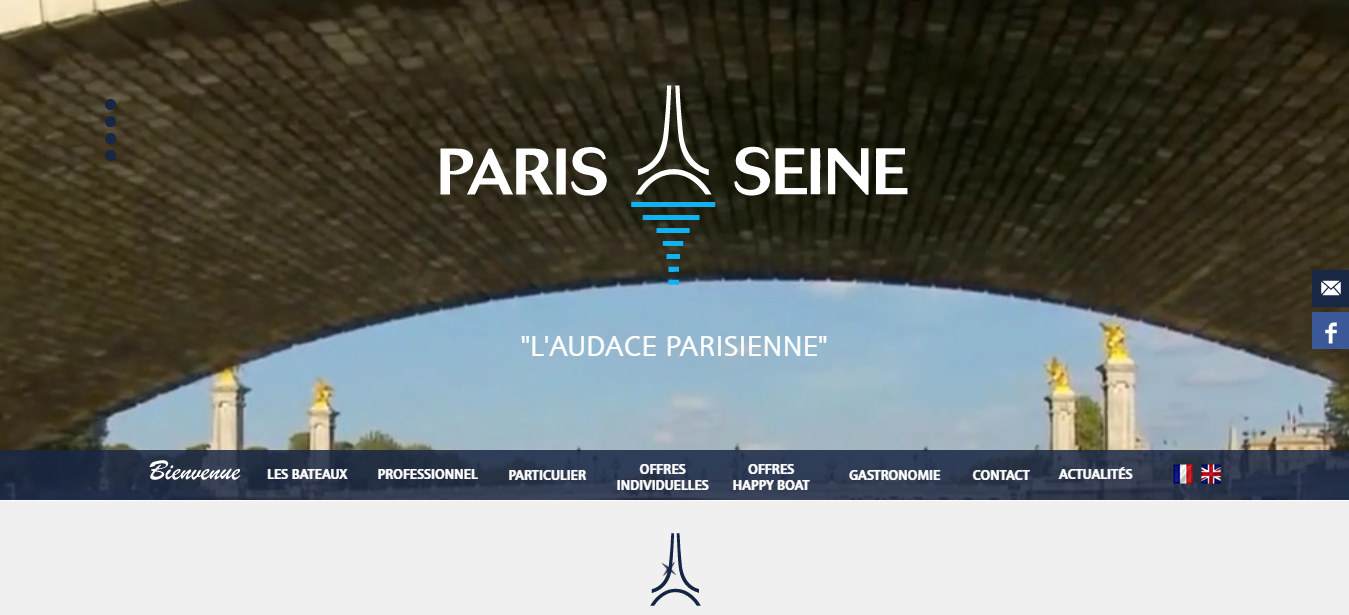 PARIS SEINE
"L'AUDACE PARISIENNE"
Bienvenue
LES BATEAUX
PROFESSIONNEL
PARTICULIER
OFFRES
INDIVIDUELLES
OFFRES
HAPPY BOAT
GASTRONOMIE
CONTACT
ACTUALITÉS
f